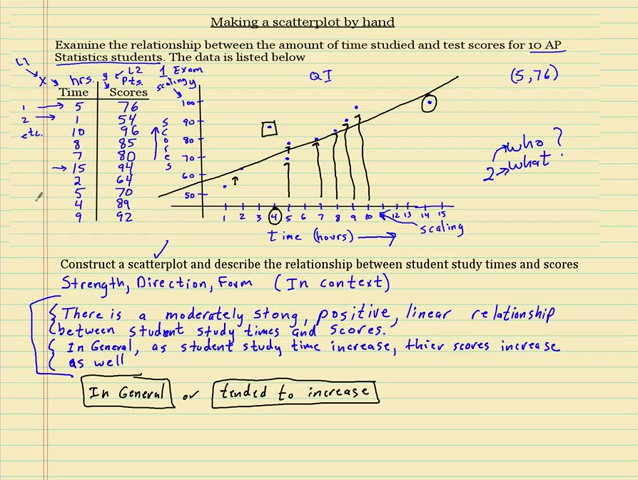 Making a scatterplot by hand
Examine the relationship between the amount of time studied and test scores for 10 AP
Statistics students. The data is listed below
L1
L2
X hrs. y Pts.
Time Scores
1 → 5 76
2 → 1 54
etc. 10 96
8 85
7 80
→ 15 94
2 64
5 70
4 89
9 92
1 Exam
scaling y
QI
(5,76)
100
90
80
70
60
50
scores
1 2 3 4 5 6 7 8 9 10 11 12 13 14 15
time (hours) →
scaling
who ?
2 → what ?
Construct a scatterplot and describe the relationship between student study times and scores
Strength, Direction, Form (In context)
There is a moderately stong, positive, linear relationship
between student study times and scores.
In General, as student study time increase, thier scores increase
as well
In General or tended to increase